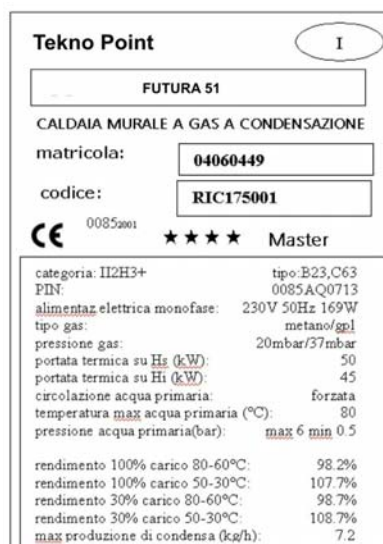 Tekno Point
I
FUTURA 51
CALDAIA MURALE A GAS A CONDENSAZIONE
matricola: 04060449
codice: RIC175001
CE 0085 2001 ★★★★ Master
categoria: II2H3+ tipo:B23,C63
PIN: 0085AQ0713
alimentaz elettrica monofase: 230V 50Hz 169W
tipo gas: metano/gpl
pressione gas: 20mbar/37mbar
portata termica su Hs (kW): 50
portata termica su Hi (kW): 45
circolazione acqua primaria: forzata
temperatura max acqua primaria (°C): 80
pressione acqua primaria(bar): max 6 min 0.5
rendimento 100% carico 80-60°C: 98.2%
rendimento 100% carico 50-30°C: 107.7%
rendimento 30% carico 80-60°C: 98.7%
rendimento 30% carico 50-30°C: 108.7%
max produzione di condensa (kg/h): 7.2